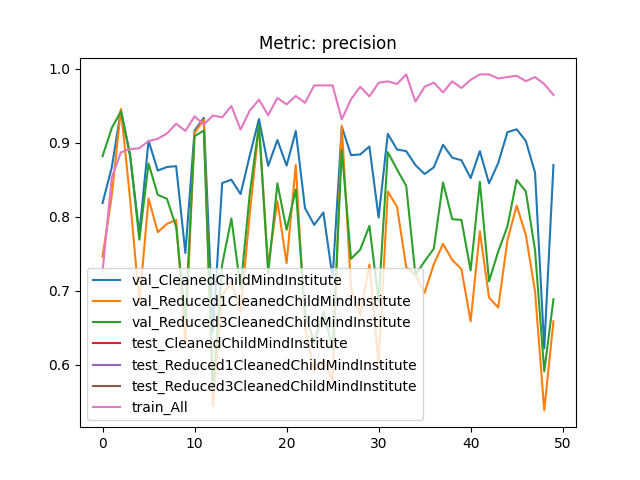 Metric: precision
1.0
0.9
0.8
0.7
0.6
val_CleanedChildMindInstitute
val_Reduced1CleanedChildMindInstitute
val_Reduced3CleanedChildMindInstitute
test_CleanedChildMindInstitute
test_Reduced1CleanedChildMindInstitute
test_Reduced3CleanedChildMindInstitute
train_All
0 10 20 30 40 50